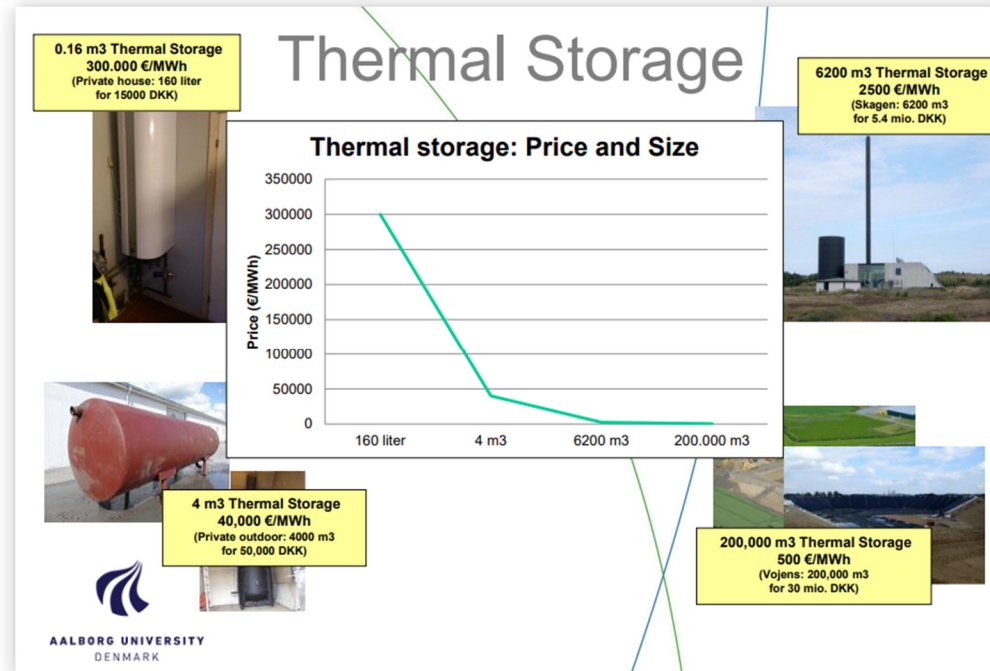 Thermal Storage
0.16 m3 Thermal Storage
300.000 €/MWh
(Private house: 160 liter
for 15000 DKK)
6200 m3 Thermal Storage
2500 €/MWh
(Skagen: 6200 m3
for 5.4 mio. DKK)
Thermal storage: Price and Size
Price (€/MWh)
350000
300000
250000
200000
150000
100000
50000
0
160 liter
4 m3
6200 m3
200.000 m3
4 m3 Thermal Storage
40,000 €/MWh
(Private outdoor: 4000 m3
for 50,000 DKK)
200,000 m3 Thermal Storage
500 €/MWh
(Vojens: 200,000 m3
for 30 mio. DKK)
AALBORG UNIVERSITY
DENMARK